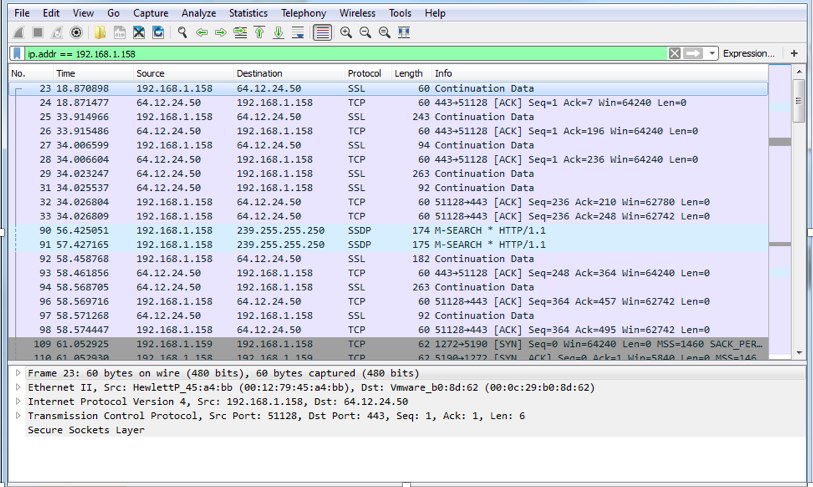 File Edit View Go Capture Analyze Statistics Telephony Wireless Tools Help
ip.addr == 192.168.1.158 Expression... +
No. Time Source Destination Protocol Length Info
23 18.870898 192.168.1.158 64.12.24.50 SSL 60 Continuation Data
24 18.871477 64.12.24.50 192.168.1.158 TCP 60 443→51128 [ACK] Seq=1 Ack=7 Win=64240 Len=0
25 33.914966 192.168.1.158 64.12.24.50 SSL 243 Continuation Data
26 33.915486 64.12.24.50 192.168.1.158 TCP 60 443→51128 [ACK] Seq=1 Ack=196 Win=64240 Len=0
27 34.006599 192.168.1.158 64.12.24.50 SSL 94 Continuation Data
28 34.006604 64.12.24.50 192.168.1.158 TCP 60 443→51128 [ACK] Seq=1 Ack=236 Win=64240 Len=0
29 34.023247 64.12.24.50 192.168.1.158 SSL 263 Continuation Data
31 34.025537 64.12.24.50 192.168.1.158 SSL 92 Continuation Data
32 34.026804 192.168.1.158 64.12.24.50 TCP 60 51128→443 [ACK] Seq=236 Ack=210 Win=62780 Len=0
33 34.026809 192.168.1.158 64.12.24.50 TCP 60 51128→443 [ACK] Seq=236 Ack=248 Win=62742 Len=0
90 56.425051 192.168.1.158 239.255.255.250 SSDP 174 M-SEARCH * HTTP/1.1
91 57.427165 192.168.1.158 239.255.255.250 SSDP 175 M-SEARCH * HTTP/1.1
92 58.458768 192.168.1.158 64.12.24.50 SSL 182 Continuation Data
93 58.461856 64.12.24.50 192.168.1.158 TCP 60 443→51128 [ACK] Seq=248 Ack=364 Win=64240 Len=0
94 58.568705 64.12.24.50 192.168.1.158 SSL 263 Continuation Data
96 58.569716 192.168.1.158 64.12.24.50 TCP 60 51128→443 [ACK] Seq=364 Ack=457 Win=62742 Len=0
97 58.571268 64.12.24.50 192.168.1.158 SSL 92 Continuation Data
98 58.574447 192.168.1.158 64.12.24.50 TCP 60 51128→443 [ACK] Seq=364 Ack=495 Win=62742 Len=0
109 61.052925 192.168.1.159 192.168.1.158 TCP 62 1272→5190 [SYN] Seq=0 Win=64240 Len=0 MSS=1460 SACK_PER...
110 61.052930 192.168.1.158 192.168.1.159 TCP 62 5190→1272 [SYN, ACK] Seq=0 Ack=1 Win=5840 Len=0 MSS=146
Frame 23: 60 bytes on wire (480 bits), 60 bytes captured (480 bits)
Ethernet II, Src: HewlettP_45:a4:bb (00:12:79:45:a4:bb), Dst: Vmware_b0:8d:62 (00:0c:29:b0:8d:62)
Internet Protocol Version 4, Src: 192.168.1.158, Dst: 64.12.24.50
Transmission Control Protocol, Src Port: 51128, Dst Port: 443, Seq: 1, Ack: 1, Len: 6
Secure Sockets Layer